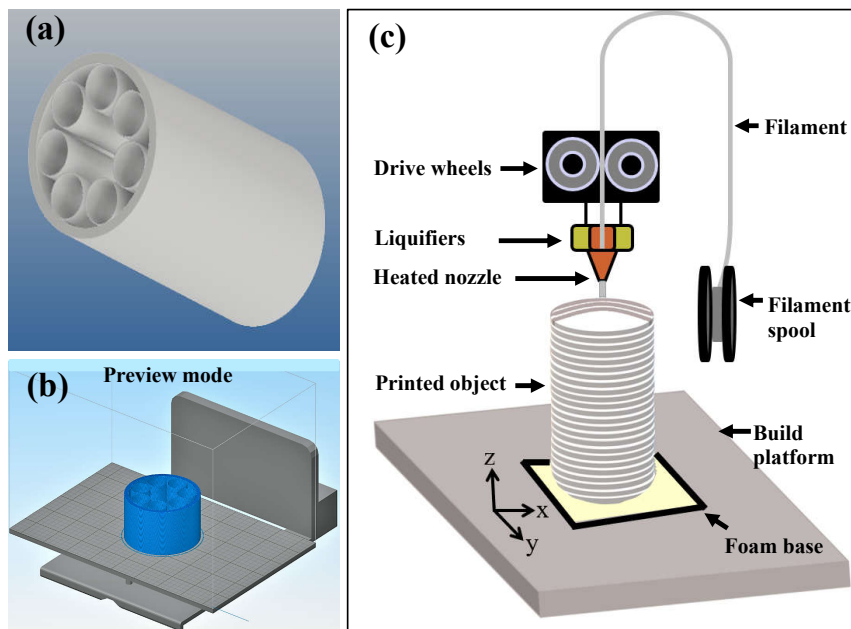 (a)
(b)
Preview mode
(c)
Filament
Drive wheels
Liquifiers
Heated nozzle
Filament
spool
Printed object
Build
platform
z
x
y
Foam base